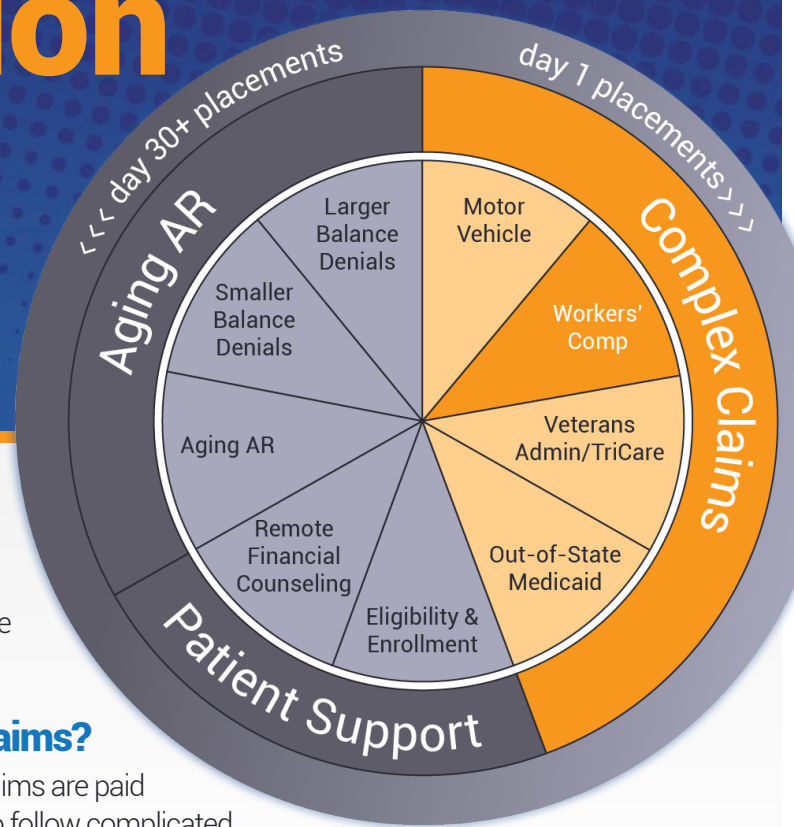 day 30+ placements
day 1 placements
Aging AR
Complex Claims
Patient Support
Larger
Balance
Denials
Motor
Vehicle
Workers’
Comp
Veterans
Admin/TriCare
Out-of-State
Medicaid
Eligibility &
Enrollment
Remote
Financial
Counseling
Aging AR
Smaller
Balance
Denials
ims are paid
follow complicated